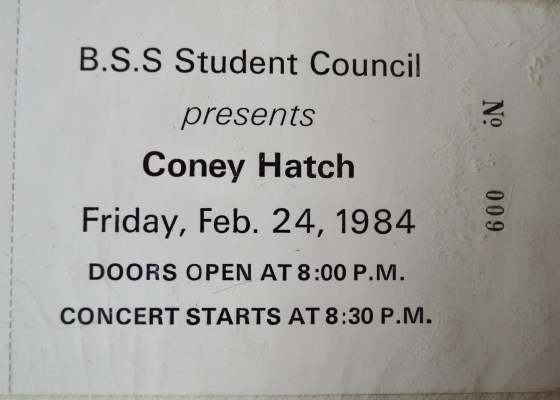 B.S.S Student Council
presents
Coney Hatch
Friday, Feb. 24, 1984
DOORS OPEN AT 8:00 P.M.
CONCERT STARTS AT 8:30 P.M.
Nº 009